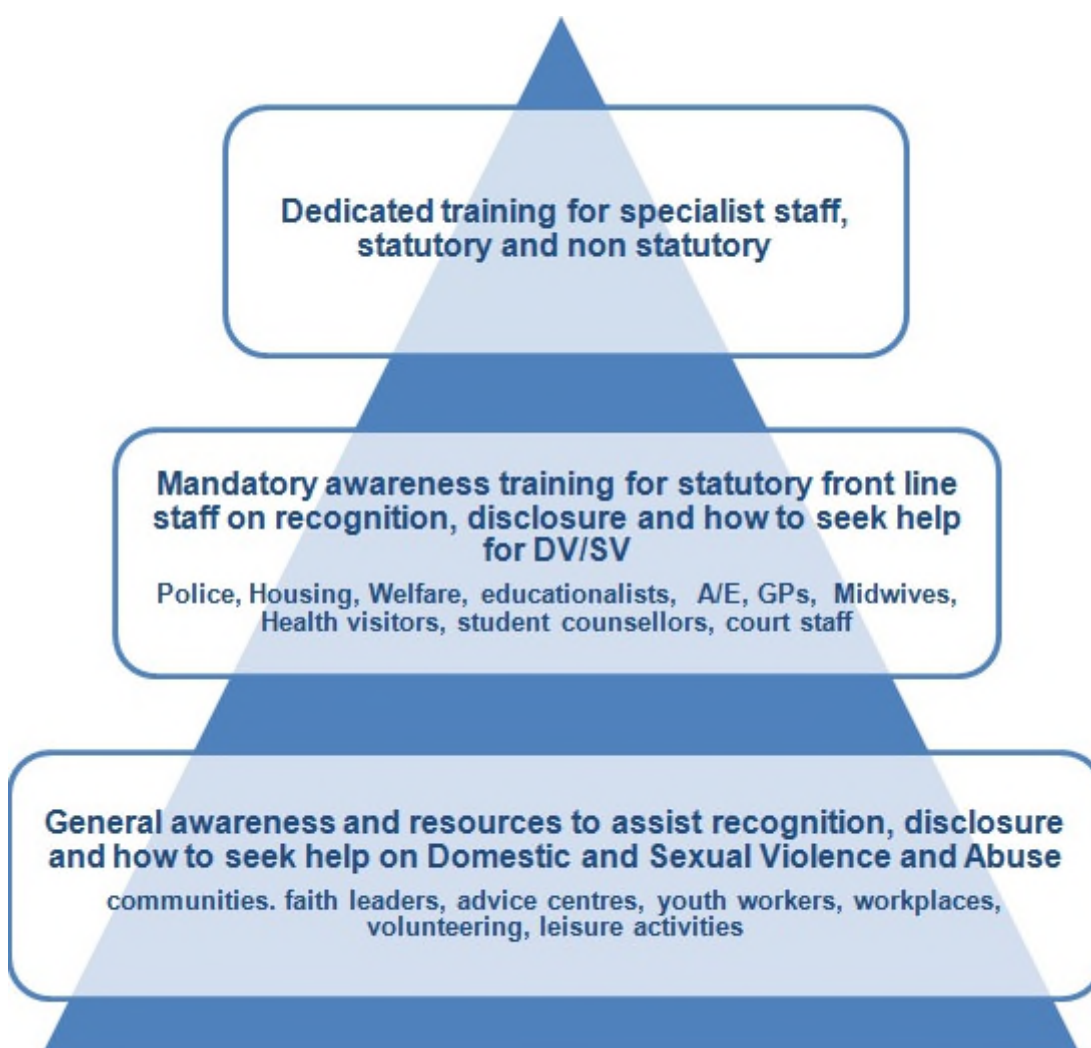 Dedicated training for specialist staff,
statutory and non statutory
Mandatory awareness training for statutory front line
staff on recognition, disclosure and how to seek help
for DV/SV
Police, Housing, Welfare, educationalists, A/E, GPs, Midwives,
Health visitors, student counsellors, court staff
General awareness and resources to assist recognition, disclosure
and how to seek help on Domestic and Sexual Violence and Abuse
communities. faith leaders, advice centres, youth workers, workplaces,
volunteering, leisure activities